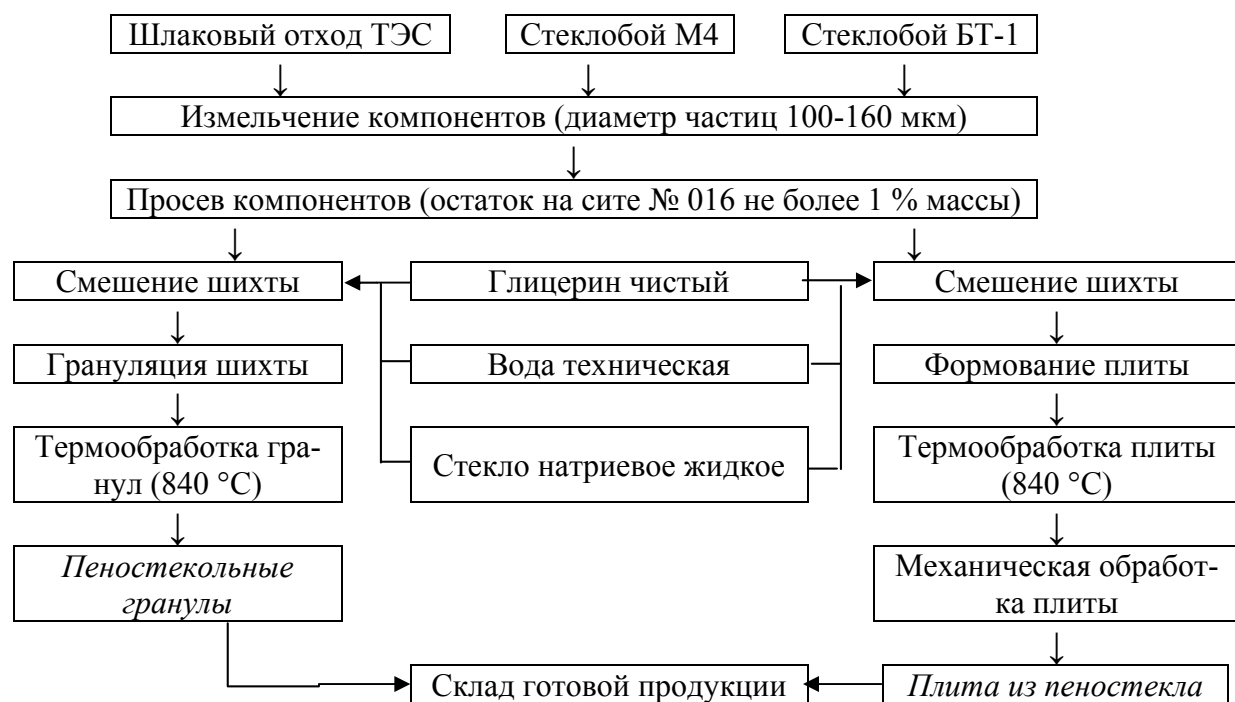 Шлаковый отход ТЭС
Стеклобой М4
Стеклобой БТ-1
Измельчение компонентов (диаметр частиц 100-160 мкм)
Просев компонентов (остаток на сите № 016 не более 1 % массы)
Смешение шихты
Глицерин чистый
Смешение шихты
Грануляция шихты
Вода техническая
Формование плиты
Термообработка гра-
нул (840 °С)
Стекло натриевое жидкое
Термообработка плиты
(840 °С)
Пеностекольные
гранулы
Механическая обработ-
ка плиты
Склад готовой продукции
Плита из пеностекла